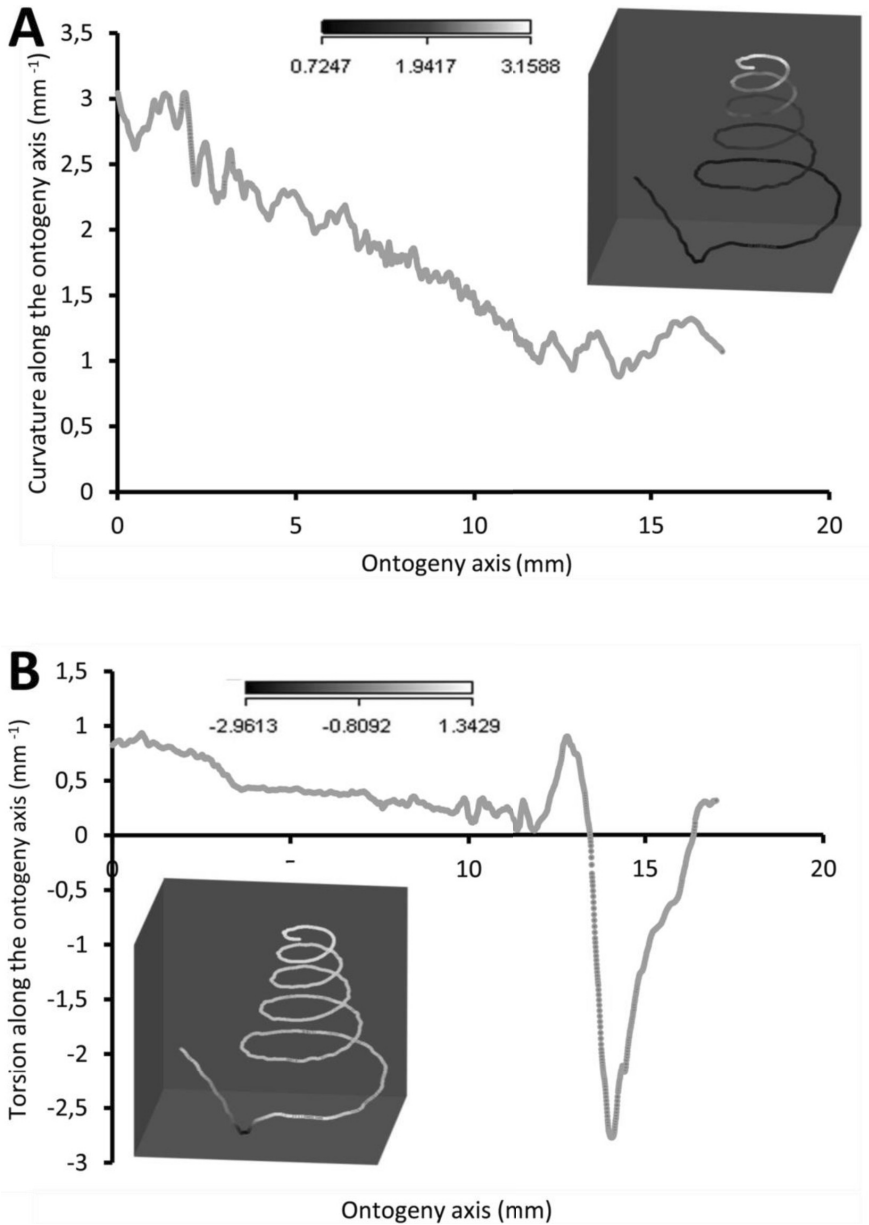 A
3,5
0.7247 1.9417 3.1588
3
2,5
2
1,5
1
0,5
0
Curvature along the ontogeny axis (mm -1)
0 5 10 15 20
Ontogeny axis (mm)
B
1,5
-2.9613 -0.8092 1.3429
1
0,5
0
0 10 15 20
-0,5
-1
-1,5
-2
-2,5
-3
Torsion along the ontogeny axis (mm -1)
Ontogeny axis (mm)